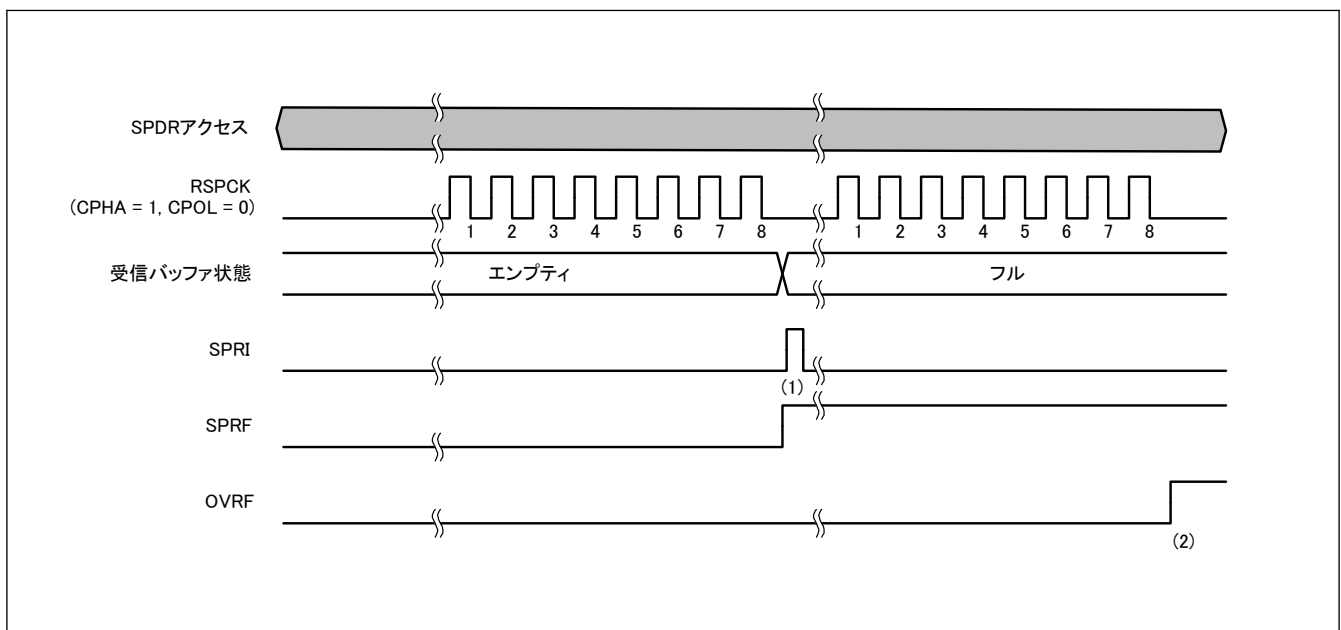 SPDRアクセス
RSPCK
(CPHA = 1, CPOL = 0)
1 2 3 4 5 6 7 8 1 2 3 4 5 6 7 8
受信バッファ状態 エンプティ フル
SPRI
(1)
SPRF
OVRF
(2)